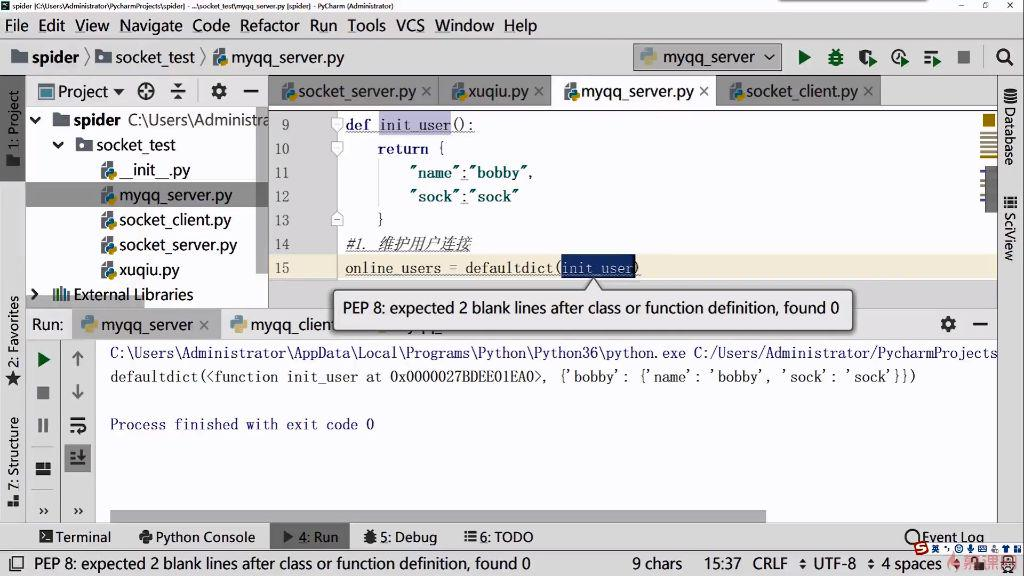 spider [C:\Users\Administrator\PycharmProjects\spider] - ...\socket_test\myqq_server.py [spider] - PyCharm (Administrator)
File Edit View Navigate Code Refactor Run Tools VCS Window Help
spider socket_test myqq_server.py myqq_server
Project socket_server.py xuqiu.py myqq_server.py socket_client.py
1: Project
2: Favorites
7: Structure
Database
SciView
spider C:\Users\Administra
socket_test
__init__.py
myqq_server.py
socket_client.py
socket_server.py
xuqiu.py
External Libraries
9 def init_user():
10 return {
11 "name":"bobby",
12 "sock":"sock"
13 }
14 #1. 维护用户连接
15 online_users = defaultdict(init_user)
PEP 8: expected 2 blank lines after class or function definition, found 0
Run: myqq_server myqq_client
C:\Users\Administrator\AppData\Local\Programs\Python\Python36\python.exe C:/Users/Administrator/PycharmProjects
defaultdict(<function init_user at 0x0000027BDEE01EA0>, {'bobby': {'name': 'bobby', 'sock': 'sock'}})
Process finished with exit code 0
Terminal Python Console 4: Run 5: Debug 6: TODO Event Log
PEP 8: expected 2 blank lines after class or function definition, found 0 9 chars 15:37 CRLF UTF-8 4 spaces